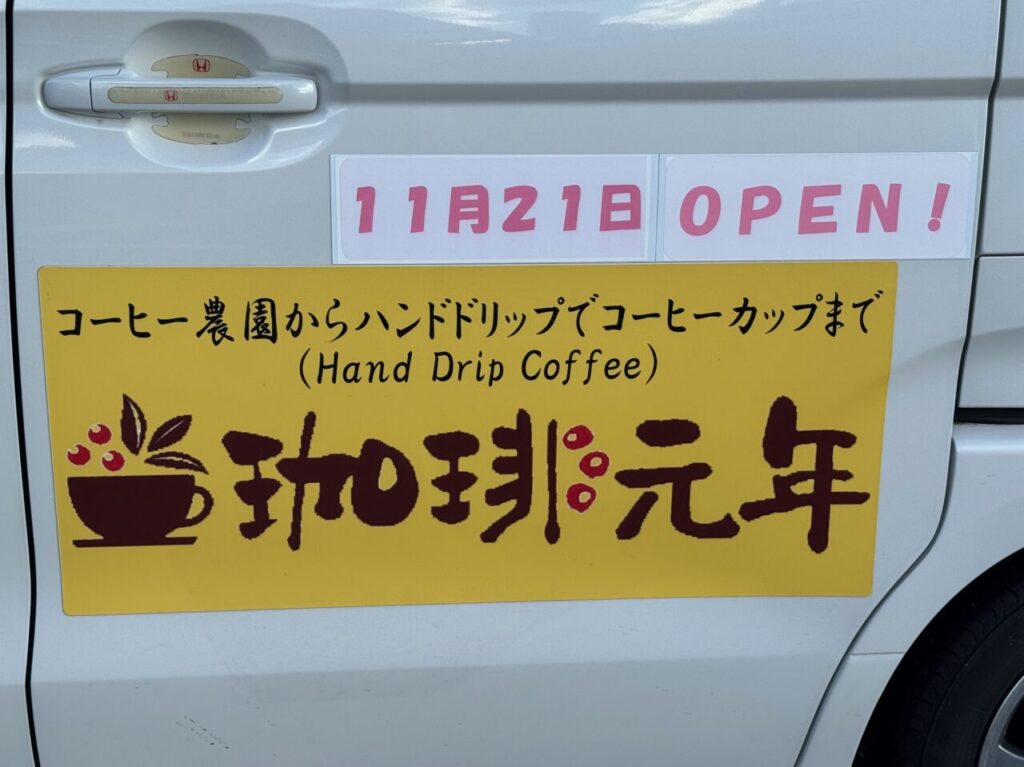 HONDA
11月21日 OPEN!
コーヒー農園からハンドドリップでコーヒーカップまで
(Hand Drip Coffee)
珈琲元年